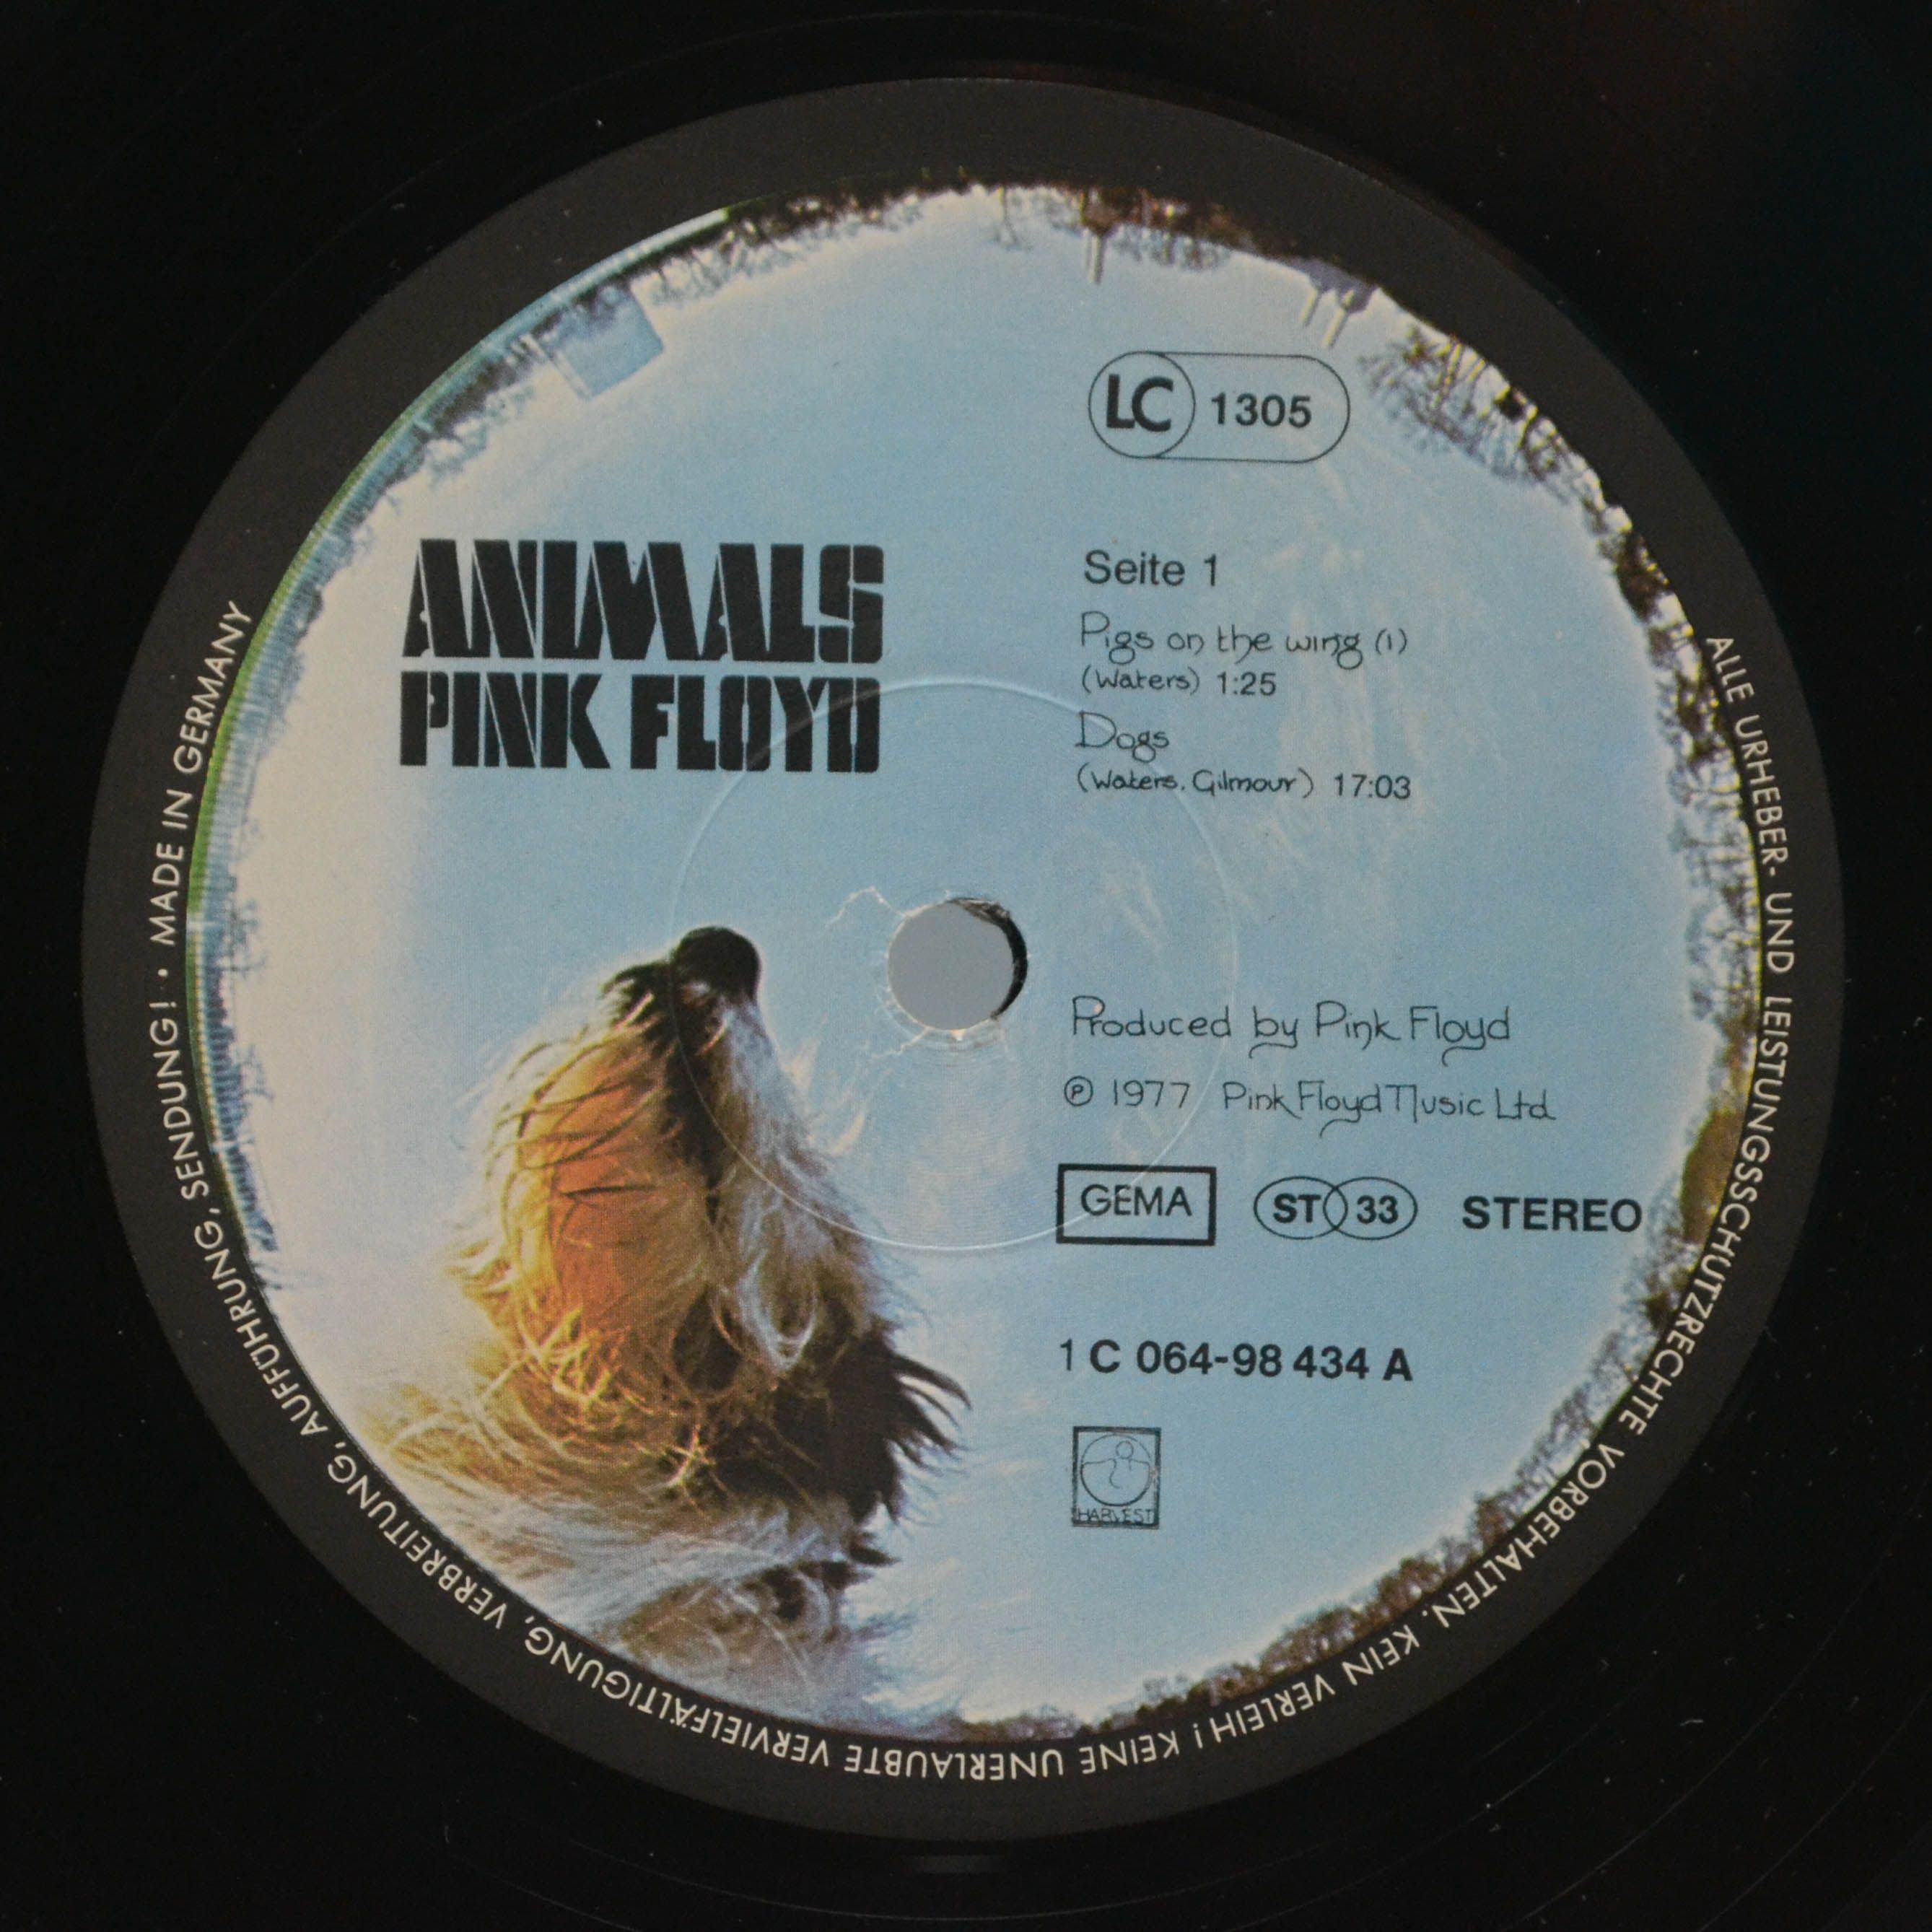 ANIMALS
PINK FLOYD
LC 1305
Seite 1
Pigs on the wing (1)
(Waters) 1:25
Dogs
(Waters, Gilmour) 17:03
Produced by Pink Floyd
℗ 1977 Pink Floyd Music Ltd
GEMA ST 33 STEREO
1 C 064-98 434 A
HARVEST
ALLE URHEBER- UND LEISTUNGSSCHUTZRECHTE VORBEHALTEN. KEIN VERLEIH! KEINE UNERLAUBTE VERVIELFÄLTIGUNG, VERBREITUNG, AUFFÜHRUNG, SENDUNG! · MADE IN GERMANY